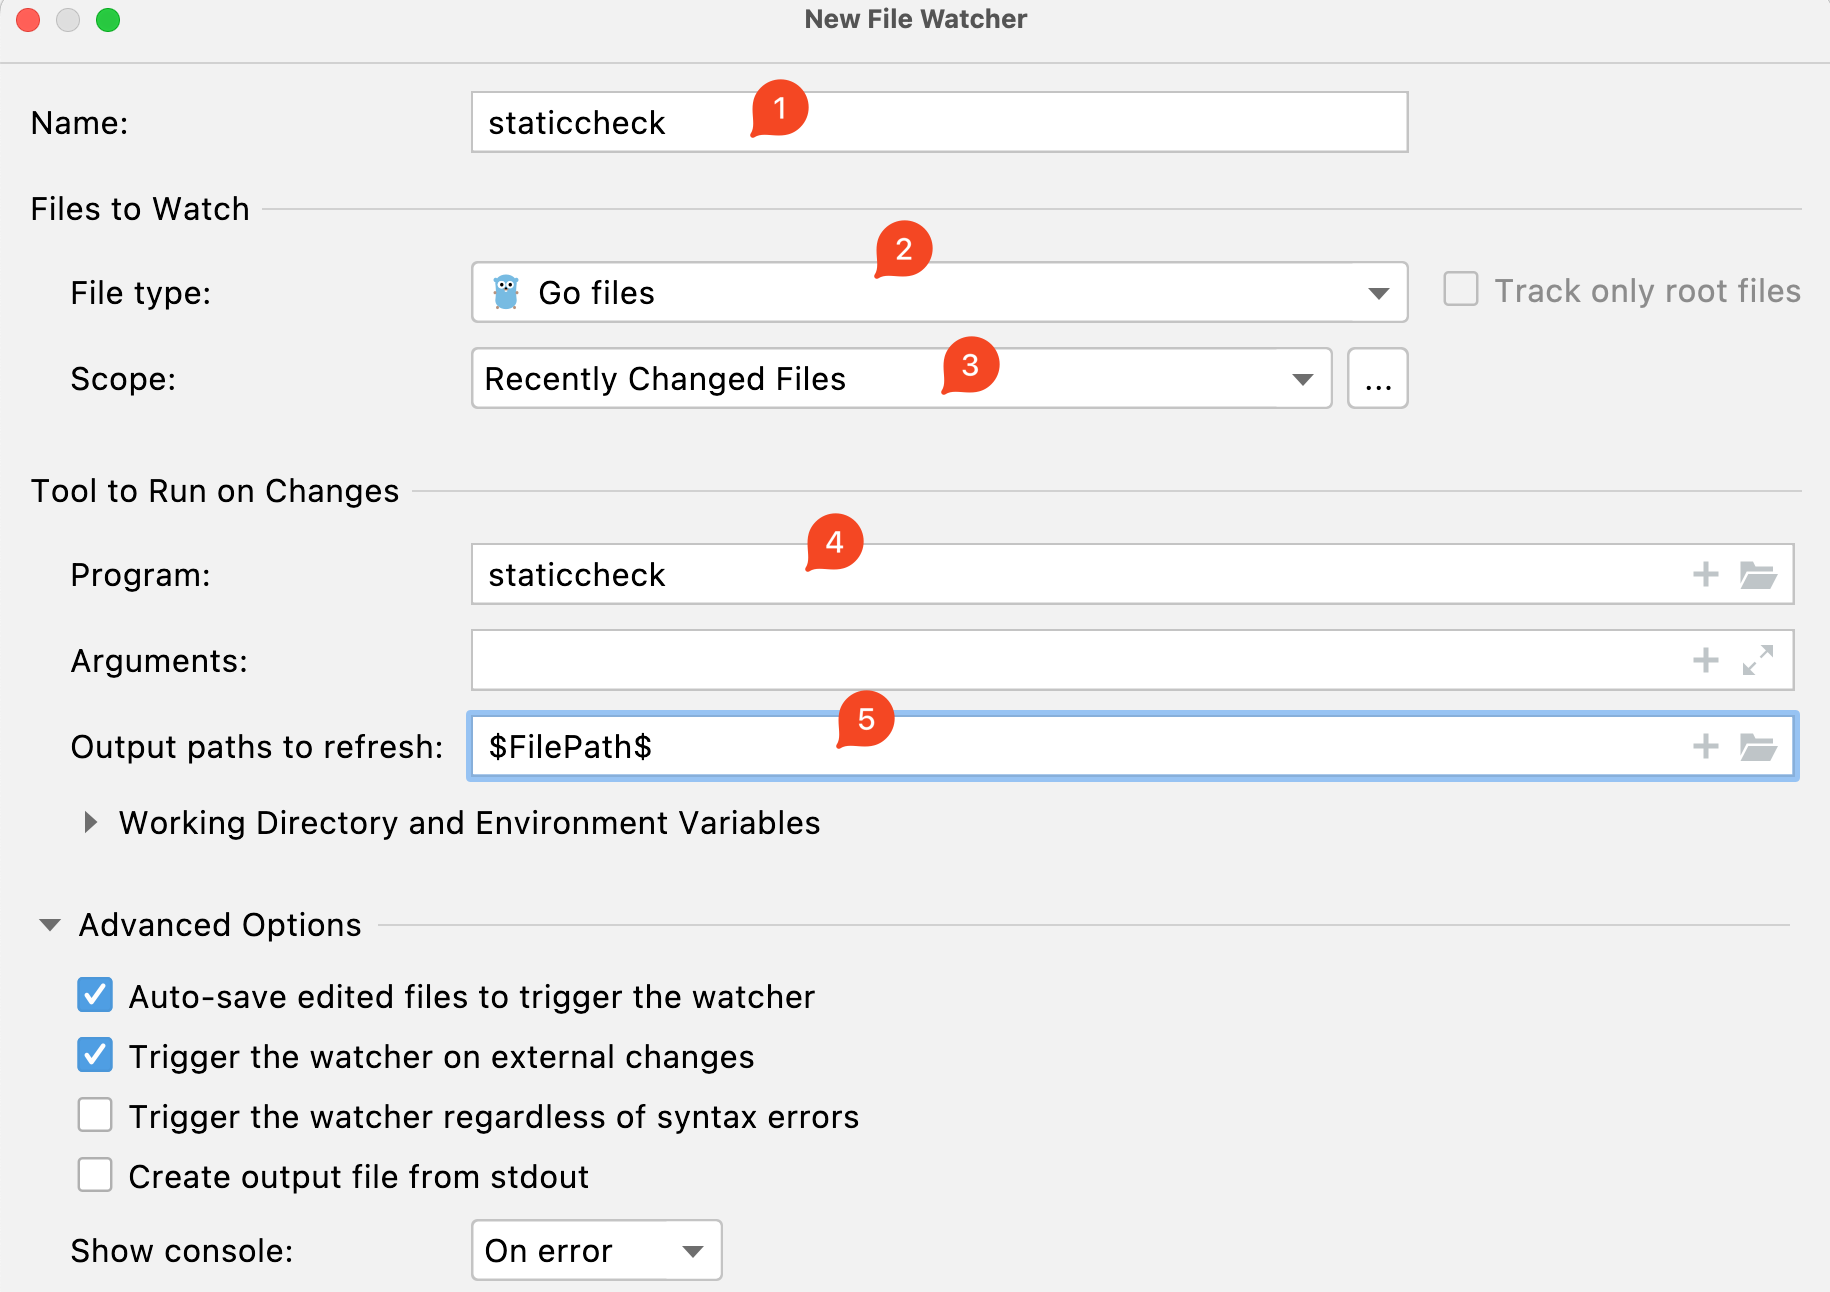 New File Watcher
Name:
staticcheck
1
Files to Watch
2
File type:
Go files
Track only root files
3
Scope:
Recently Changed Files
...
Tool to Run on Changes
4
Program:
staticcheck
Arguments:
5
Output paths to refresh:
$FilePath$
Working Directory and Environment Variables
Advanced Options
Auto-save edited files to trigger the watcher
Trigger the watcher on external changes
Trigger the watcher regardless of syntax errors
Create output file from stdout
Show console:
On error